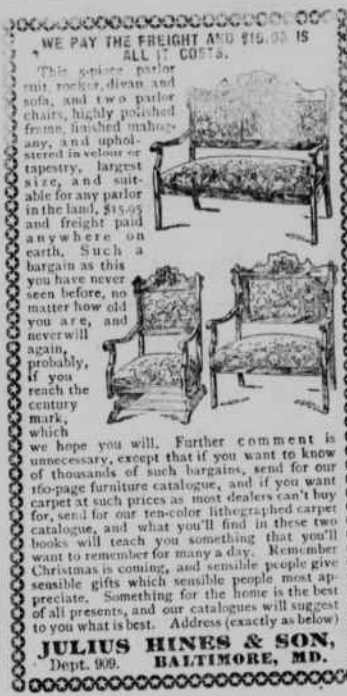 WE PAY THE FREIGHT AND $15.95 IS
ALL IT COSTS.
This 5-piece parlor
suit, rocker, divan and
sofa, and two parlor
chairs, highly polished
frame, finished mahog-
any, and uphol-
stered in velour or
tapestry, largest
size, and suit-
able for any parlor
in the land, $15.95
and freight paid
anywhere on
earth. Such a
bargain as this
you have never
seen before, no
matter how old
you are, and
never will
again,
probably,
if you
reach the
century
mark,
which
we hope you will. Further comment is
unnecessary, except that if you want to know
of thousands of such bargains, send for our
160-page furniture catalogue, and if you want
carpet at such prices as most dealers can't buy
for, send for our ten-color lithographed carpet
catalogue, and what you'll find in these two
books will teach you something that you'll
want to remember for many a day. Remember
Christmas is coming, and sensible people give
sensible gifts which sensible people most ap-
preciate. Something for the home is the best
of all presents, and our catalogues will suggest
to you what is best. Address (exactly as below)
JULIUS HINES & SON,
Dept. 909. BALTIMORE, MD.